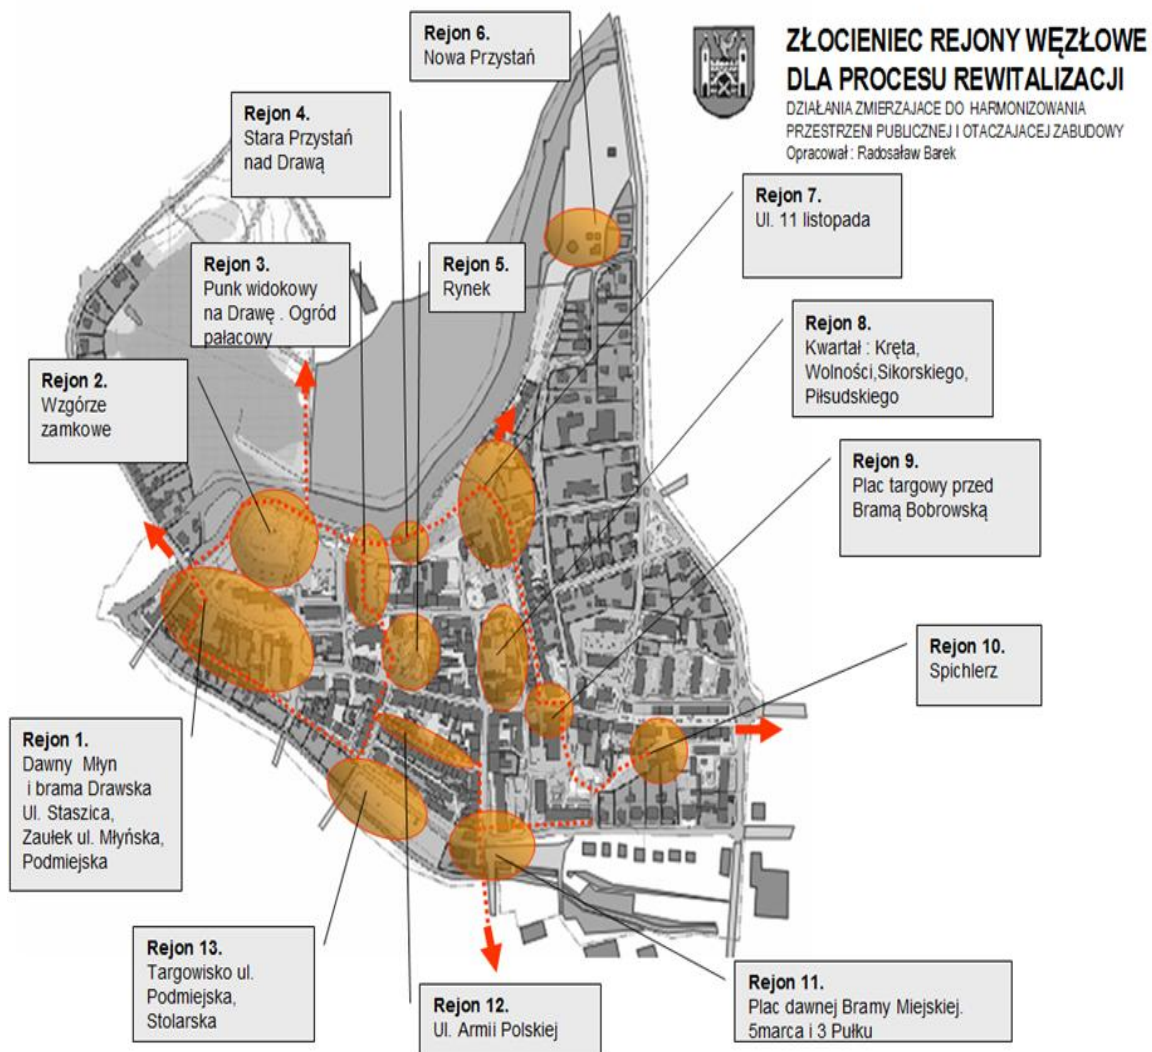 ZŁOCIENIEC REJONY WĘZŁOWE
DLA PROCESU REWITALIZACJI
DZIAŁANIA ZMIERZAJACE DO HARMONIZOWANIA
PRZESTRZENI PUBLICZNEJ I OTACZAJACEJ ZABUDOWY
Opracował : Radosaław Barek
Rejon 6.
Nowa Przystań
Rejon 4.
Stara Przystań
nad Drawą
Rejon 7.
Ul. 11 listopada
Rejon 3.
Punk widokowy
na Drawę . Ogród
pałacowy
Rejon 5.
Rynek
Rejon 8.
Kwartał : Kręta,
Wolności,Sikorskiego,
Piłsudskiego
Rejon 2.
Wzgórze
zamkowe
Rejon 9.
Plac targowy przed
Bramą Bobrowską
Rejon 10.
Spichlerz
Rejon 1.
Dawny Młyn
i brama Drawska
Ul. Staszica,
Zaułek ul. Młyńska,
Podmiejska
Rejon 13.
Targowisko ul.
Podmiejska,
Stolarska
Rejon 12.
Ul. Armii Polskiej
Rejon 11.
Plac dawnej Bramy Miejskiej.
5marca i 3 Pułku